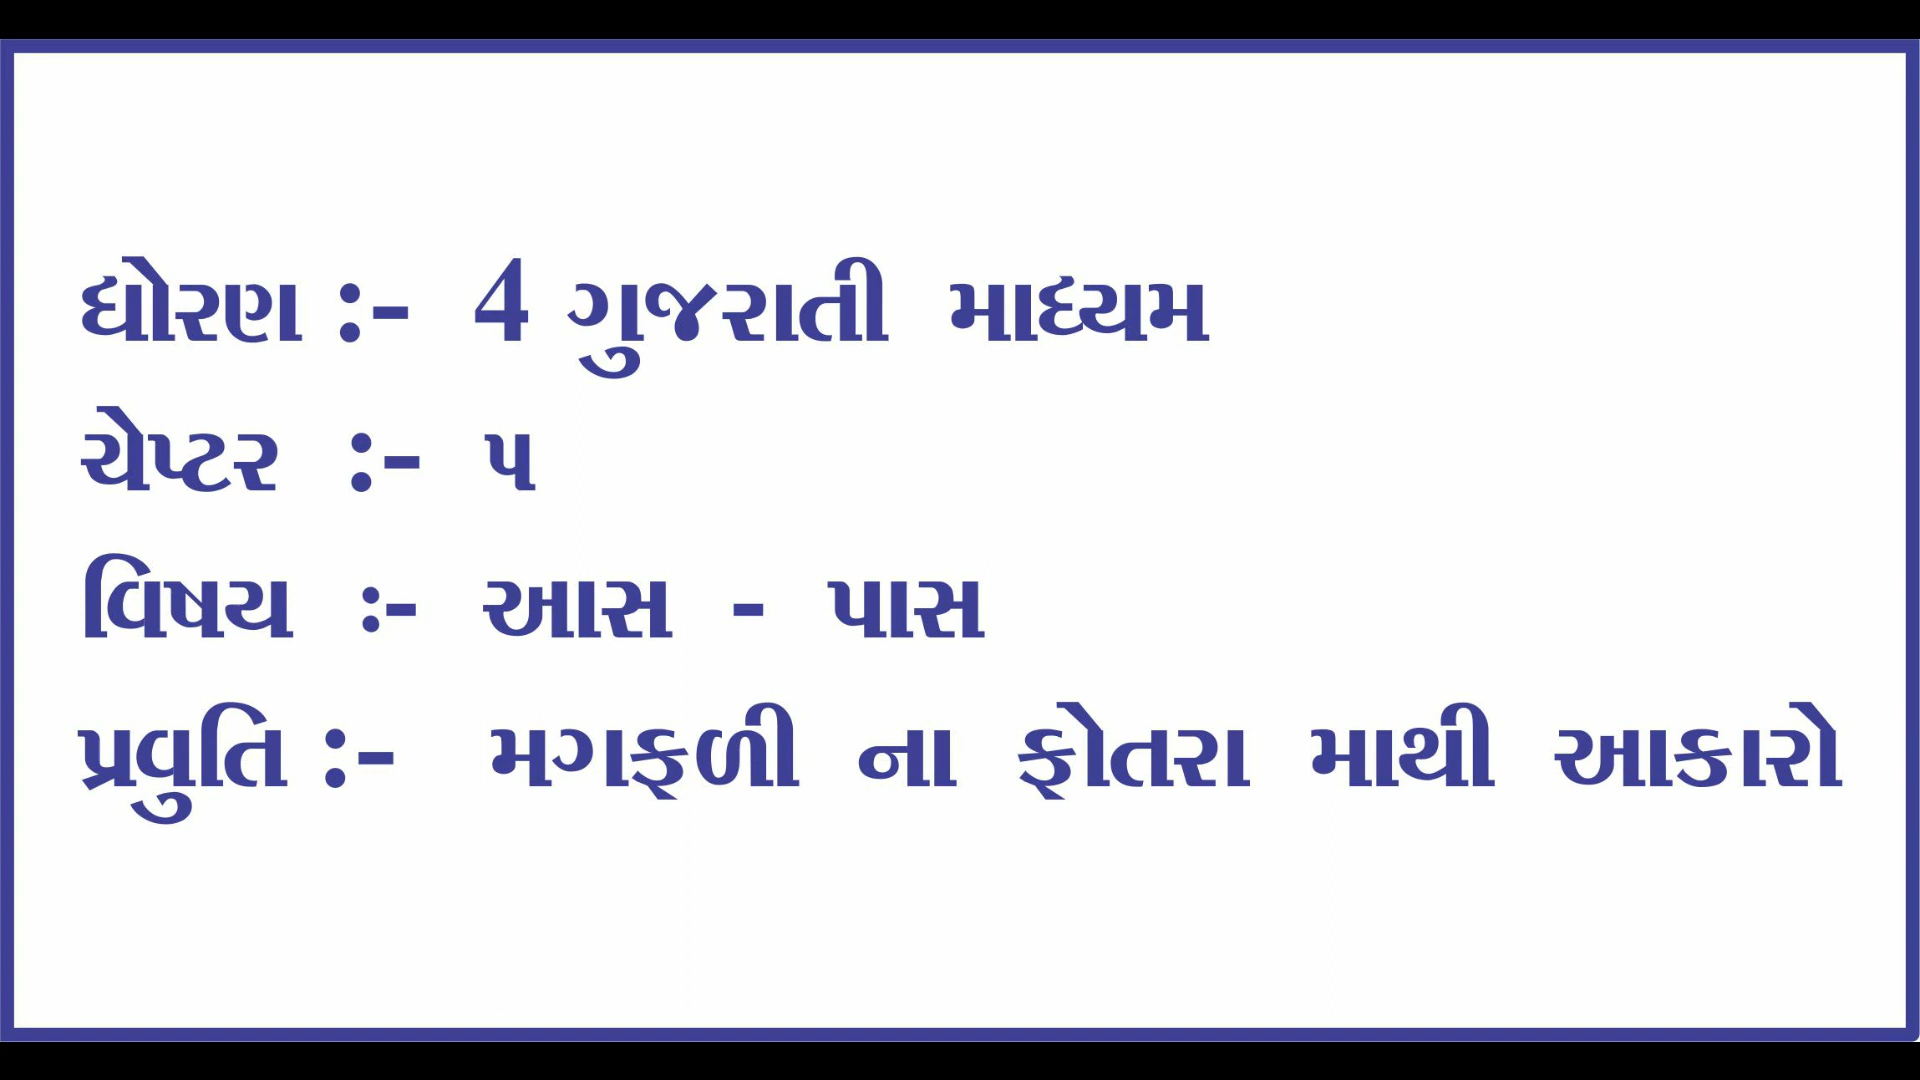 ધોરણ :- 4 ગુજરાતી માધ્યમ
ચેપ્ટર :- ૫
વિષય :- આસ - પાસ
પ્રવુતિ :- મગફળી ના ફોતરા માથી આકારો